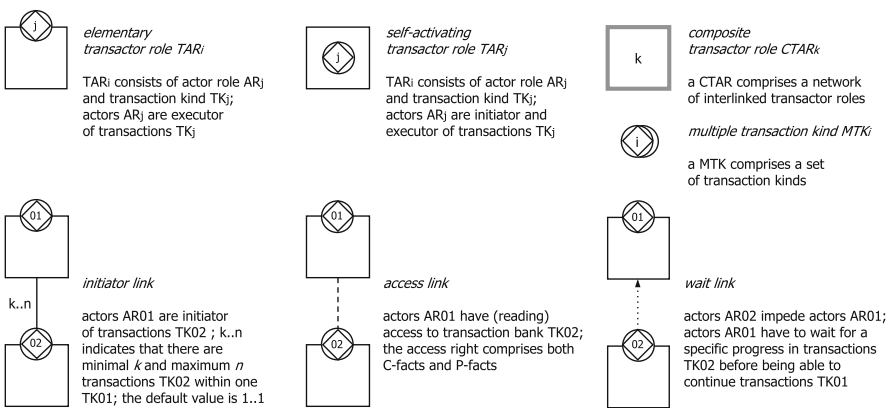 j
elementary
transactor role TARi
TARi consists of actor role ARj
and transaction kind TKj;
actors ARj are executor
of transactions TKj
j
self-activating
transactor role TARj
TARi consists of actor role ARj
and transaction kind TKj;
actors ARj are initiator and
executor of transactions TKj
k
composite
transactor role CTARk
a CTAR comprises a network
of interlinked transactor roles
i
multiple transaction kind MTKi
a MTK comprises a set
of transaction kinds
01
k..n
02
initiator link
actors AR01 are initiator
of transactions TK02 ; k..n
indicates that there are
minimal k and maximum n
transactions TK02 within one
TK01; the default value is 1..1
01
02
access link
actors AR01 have (reading)
access to transaction bank TK02;
the access right comprises both
C-facts and P-facts
01
02
wait link
actors AR02 impede actors AR01;
actors AR01 have to wait for a
specific progress in transactions
TK02 before being able to
continue transactions TK01